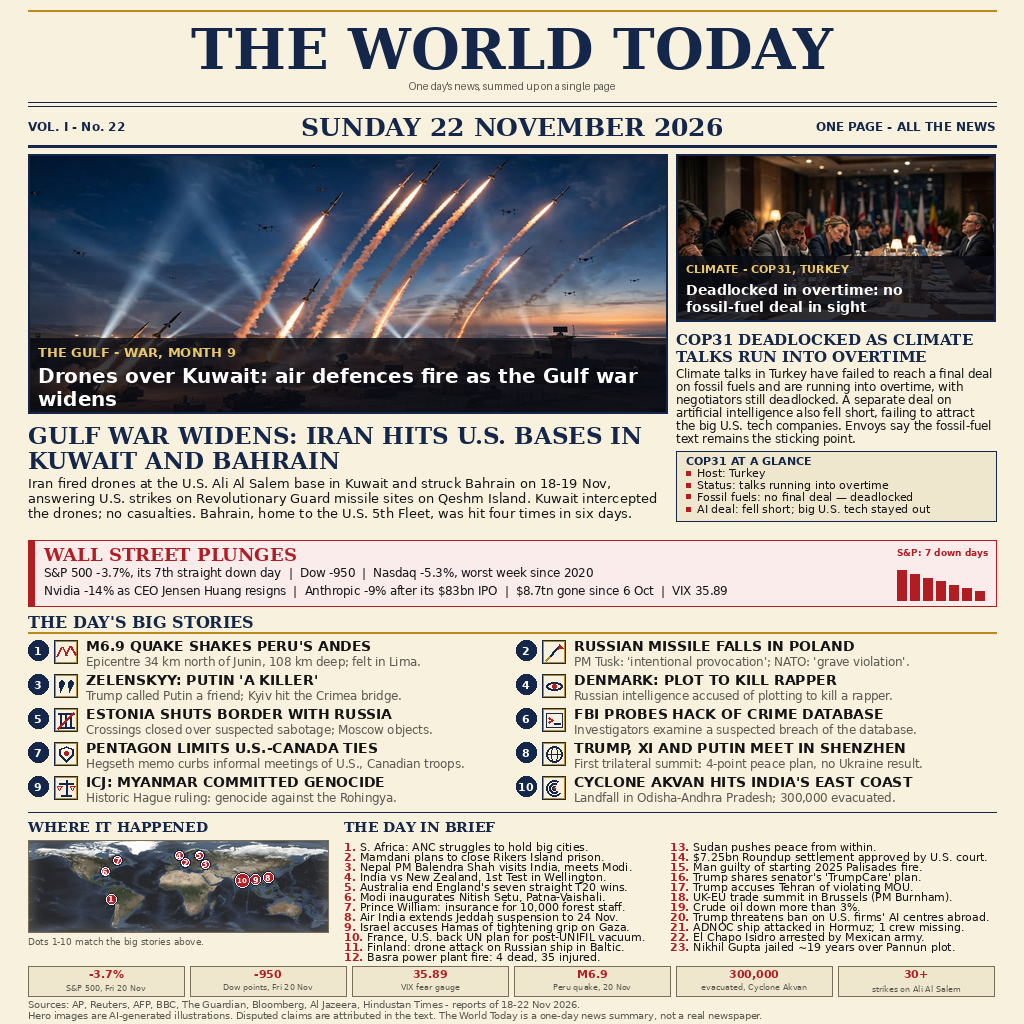 THE WORLD TODAY
One day's news, summed up on a single page
VOL. I - No. 22
SUNDAY 22 NOVEMBER 2026
ONE PAGE - ALL THE NEWS
THE GULF - WAR, MONTH 9
Drones over Kuwait: air defences fire as the Gulf war
widens
GULF WAR WIDENS: IRAN HITS U.S. BASES IN
KUWAIT AND BAHRAIN
Iran fired drones at the U.S. Ali Al Salem base in Kuwait and struck Bahrain on 18-19 Nov,
answering U.S. strikes on Revolutionary Guard missile sites on Qeshm Island. Kuwait intercepted
the drones; no casualties. Bahrain, home to the U.S. 5th Fleet, was hit four times in six days.
CLIMATE - COP31, TURKEY
Deadlocked in overtime: no
fossil-fuel deal in sight
COP31 DEADLOCKED AS CLIMATE
TALKS RUN INTO OVERTIME
Climate talks in Turkey have failed to reach a final deal
on fossil fuels and are running into overtime, with
negotiators still deadlocked. A separate deal on
artificial intelligence also fell short, failing to attract
the big U.S. tech companies. Envoys say the fossil-fuel
text remains the sticking point.
COP31 AT A GLANCE
Host: Turkey
Status: talks running into overtime
Fossil fuels: no final deal — deadlocked
AI deal: fell short; big U.S. tech stayed out
WALL STREET PLUNGES
S&P 500 -3.7%, its 7th straight down day | Dow -950 | Nasdaq -5.3%, worst week since 2020
Nvidia -14% as CEO Jensen Huang resigns | Anthropic -9% after its $83bn IPO | $8.7tn gone since 6 Oct | VIX 35.89
S&P: 7 down days
THE DAY'S BIG STORIES
1 M6.9 QUAKE SHAKES PERU'S ANDES
Epicentre 34 km north of Junin, 108 km deep; felt in Lima.
2 RUSSIAN MISSILE FALLS IN POLAND
PM Tusk: 'intentional provocation'; NATO: 'grave violation'.
3 ZELENSKYY: PUTIN 'A KILLER'
Trump called Putin a friend; Kyiv hit the Crimea bridge.
4 DENMARK: PLOT TO KILL RAPPER
Russian intelligence accused of plotting to kill a rapper.
5 ESTONIA SHUTS BORDER WITH RUSSIA
Crossings closed over suspected sabotage; Moscow objects.
6 FBI PROBES HACK OF CRIME DATABASE
Investigators examine a suspected breach of the database.
7 PENTAGON LIMITS U.S.-CANADA TIES
Hegseth memo curbs informal meetings of U.S., Canadian troops.
8 TRUMP, XI AND PUTIN MEET IN SHENZHEN
First trilateral summit: 4-point peace plan, no Ukraine result.
9 ICJ: MYANMAR COMMITTED GENOCIDE
Historic Hague ruling: genocide against the Rohingya.
10 CYCLONE AKVAN HITS INDIA'S EAST COAST
Landfall in Odisha-Andhra Pradesh; 300,000 evacuated.
WHERE IT HAPPENED
7
6
1
4
2
5
3
10
9
8
Dots 1-10 match the big stories above.
THE DAY IN BRIEF
1. S. Africa: ANC struggles to hold big cities.
2. Mamdani plans to close Rikers Island prison.
3. Nepal PM Balendra Shah visits India, meets Modi.
4. India vs New Zealand, 1st Test in Wellington.
5. Australia end England's seven straight T20 wins.
6. Modi inaugurates Nitish Setu, Patna-Vaishali.
7. Prince William: insurance for 10,000 forest staff.
8. Air India extends Jeddah suspension to 24 Nov.
9. Israel accuses Hamas of tightening grip on Gaza.
10. France, U.S. back UN plan for post-UNIFIL vacuum.
11. Finland: drone attack on Russian ship in Baltic.
12. Basra power plant fire: 4 dead, 35 injured.
13. Sudan pushes peace from within.
14. $7.25bn Roundup settlement approved by U.S. court.
15. Man guilty of starting 2025 Palisades fire.
16. Trump shares senator's 'TrumpCare' plan.
17. Trump accuses Tehran of violating MOU.
18. UK-EU trade summit in Brussels (PM Burnham).
19. Crude oil down more than 3%.
20. Trump threatens ban on U.S. firms' AI centres abroad.
21. ADNOC ship attacked in Hormuz; 1 crew missing.
22. El Chapo Isidro arrested by Mexican army.
23. Nikhil Gupta jailed ~19 years over Pannun plot.
-3.7%
S&P 500, Fri 20 Nov
-950
Dow points, Fri 20 Nov
35.89
VIX fear gauge
M6.9
Peru quake, 20 Nov
300,000
evacuated, Cyclone Akvan
30+
strikes on Ali Al Salem
Sources: AP, Reuters, AFP, BBC, The Guardian, Bloomberg, Al Jazeera, Hindustan Times - reports of 18-22 Nov 2026.
Hero images are AI-generated illustrations. Disputed claims are attributed in the text. The World Today is a one-day news summary, not a real newspaper.